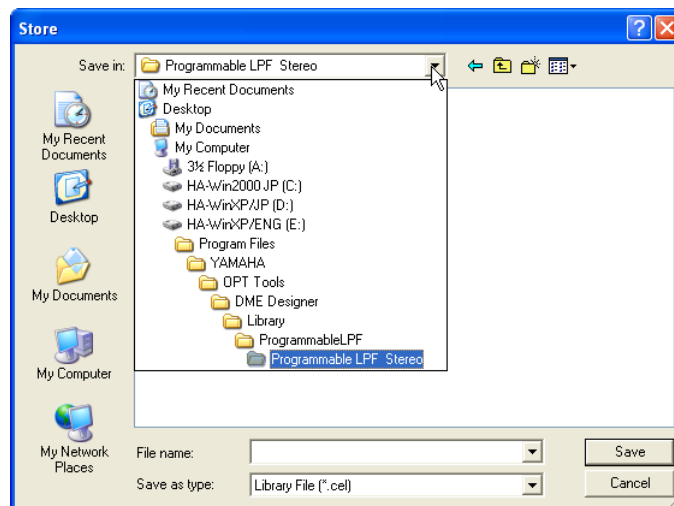 Store
Save in: Programmable LPF  Stereo
My Recent Documents
Desktop
My Documents
My Computer
3½ Floppy (A:)
HA-Win2000JP (C:)
HA-WinXP/JP (D:)
HA-WinXP/ENG (E:)
Program Files
YAMAHA
OPT Tools
DME Designer
Library
ProgrammableLPF
Programmable LPF  Stereo
My Recent
Documents
Desktop
My Documents
My Computer
My Network
Places
File name:
Save
Save as type: Library File (*.cel)
Cancel